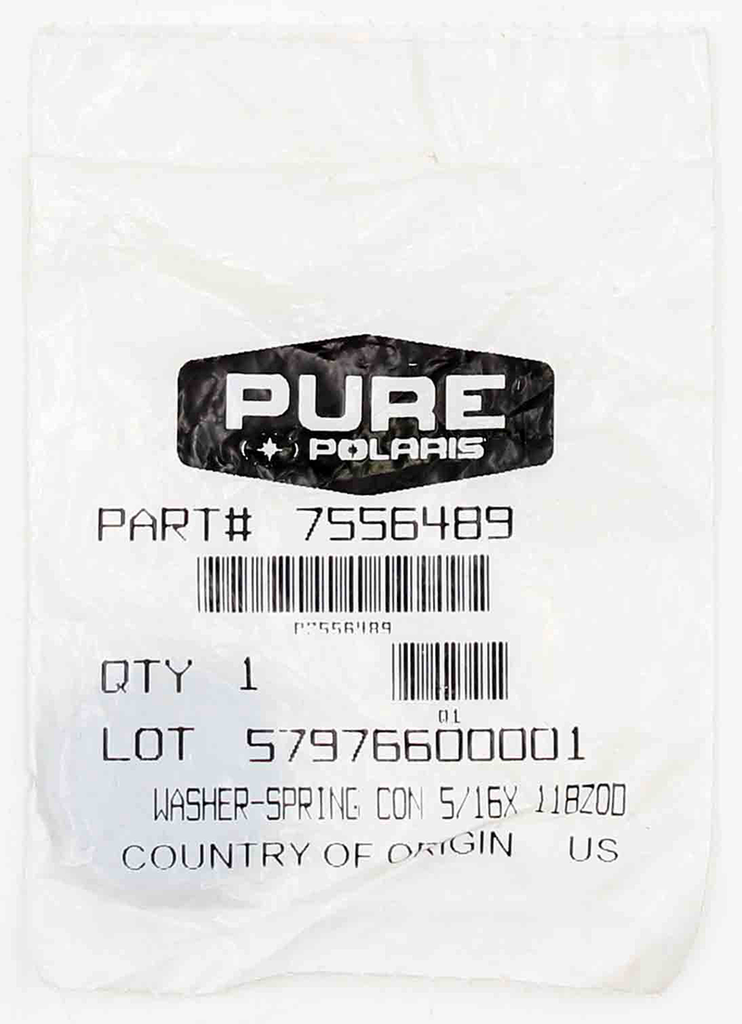 PURE
POLARIS
PART# 7556489
P7556489
QTY 1
01
LOT 57976600001
WASHER-SPRING CON 5/16X 118ZOD
COUNTRY OF ORIGIN US